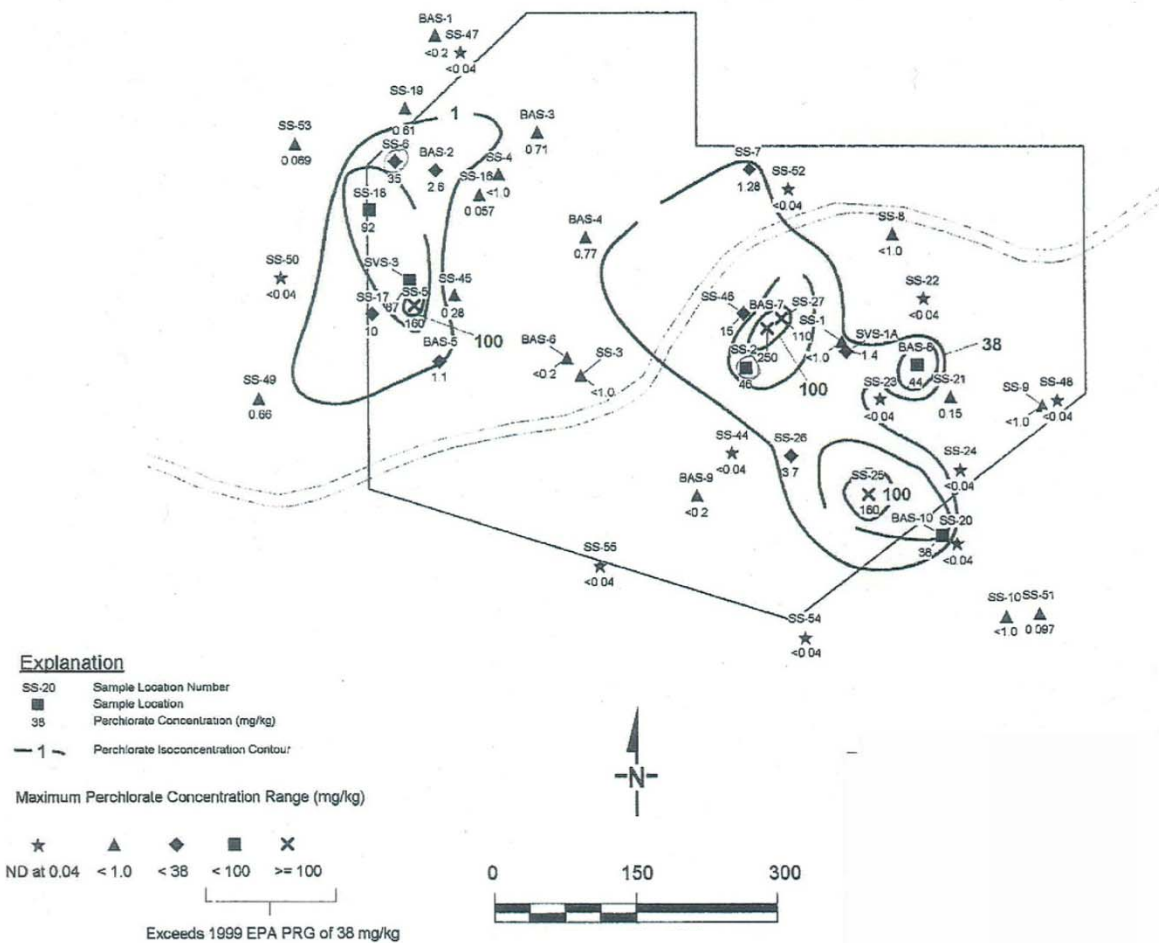 BAS-1
SS-47
<0.2
<0.04
SS-19
0.61
1
BAS-3
0.71
SS-53
0.069
SS-6
35
BAS-2
2.6
SS-4
<1.0
SS-16
0.057
SS-18
92
SS-7
1.28
SS-52
<0.04
BAS-4
0.77
SS-8
<1.0
SS-50
<0.04
SVS-3
SS-45
0.28
SS-22
<0.04
SS-17
10
SS-5
160
100
SS-46
15
BAS-7
250
SS-27
110
SS-1
<1.0
SVS-1A
1.4
38
BAS-5
1.1
BAS-6
<0.2
SS-3
<1.0
SS-2
46
100
44
SS-23
<0.04
SS-21
0.15
SS-9
<1.0
SS-48
<0.04
SS-49
0.66
SS-44
<0.04
SS-26
3.7
SS-24
<0.04
BAS-9
<0.2
SS-25
160
100
BAS-10
38
SS-20
<0.04
SS-55
<0.04
SS-54
<0.04
SS-10
<1.0
SS-51
0.097
Explanation
SS-20 Sample Location Number
Sample Location
38 Perchlorate Concentration (mg/kg)
1 Perchlorate Isoconcentration Contour
Maximum Perchlorate Concentration Range (mg/kg)
ND at 0.04 < 1.0 < 38 < 100 >= 100
Exceeds 1999 EPA PRG of 38 mg/kg
N
0 150 300